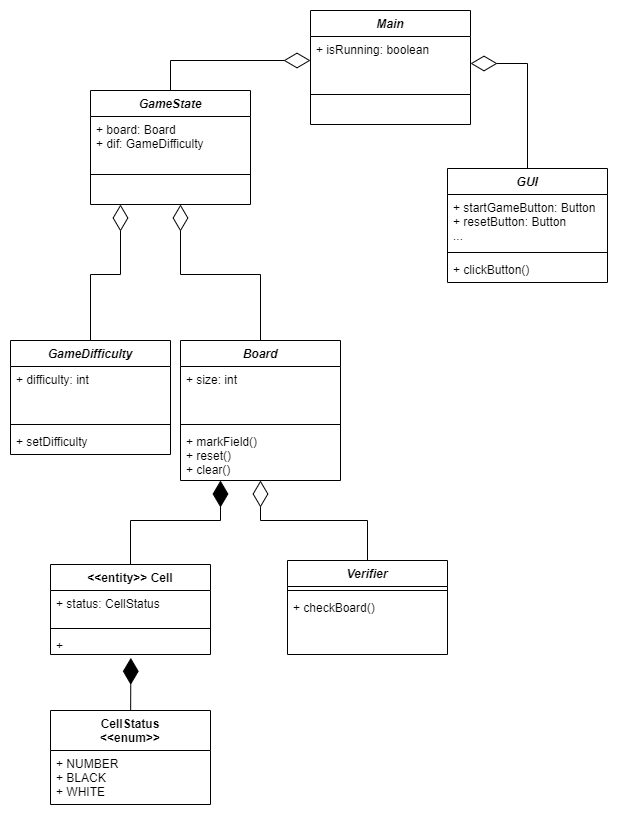 Main
+ isRunning: boolean
GameState
+ board: Board
+ dif: GameDifficulty
GUI
+ startGameButton: Button
+ resetButton: Button
...
+ clickButton()
GameDifficulty
+ difficulty: int
+ setDifficulty
Board
+ size: int
+ markField()
+ reset()
+ clear()
<<entity>> Cell
+ status: CellStatus
+
Verifier
+ checkBoard()
CellStatus
<<enum>>
+ NUMBER
+ BLACK
+ WHITE